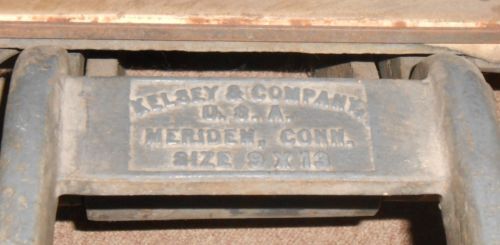 KELSEY & COMPANY.
U. S. A.
MERIDEN, CONN.
SIZE 9 X 13